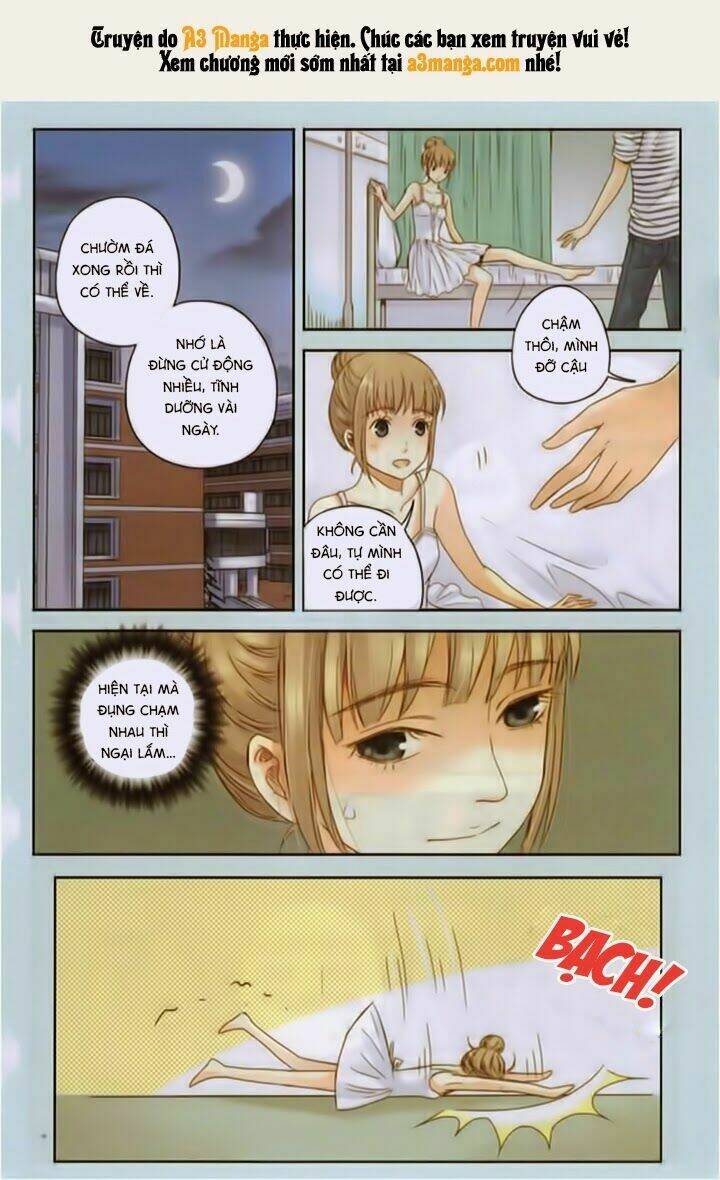 Truyện do A3 Manga thực hiện. Chúc các bạn xem truyện vui vẻ!
Xem chương mới sớm nhất tại a3manga.com nhé!
CHƯỜM ĐÁ
XONG RỒI THÌ
CÓ THỂ VỀ.
NHỚ LÀ
ĐỪNG CỬ ĐỘNG
NHIỀU, TĨNH
DƯỠNG VÀI
NGÀY.
CHẬM
THÔI, MÌNH
ĐỠ CẬU
KHÔNG CẦN
ĐÂU, TỰ MÌNH
CÓ THỂ ĐI
ĐƯỢC.
HIỆN TẠI MÀ
ĐỤNG CHẠM
NHAU THÌ
NGẠI LẮM...
BẠCH!